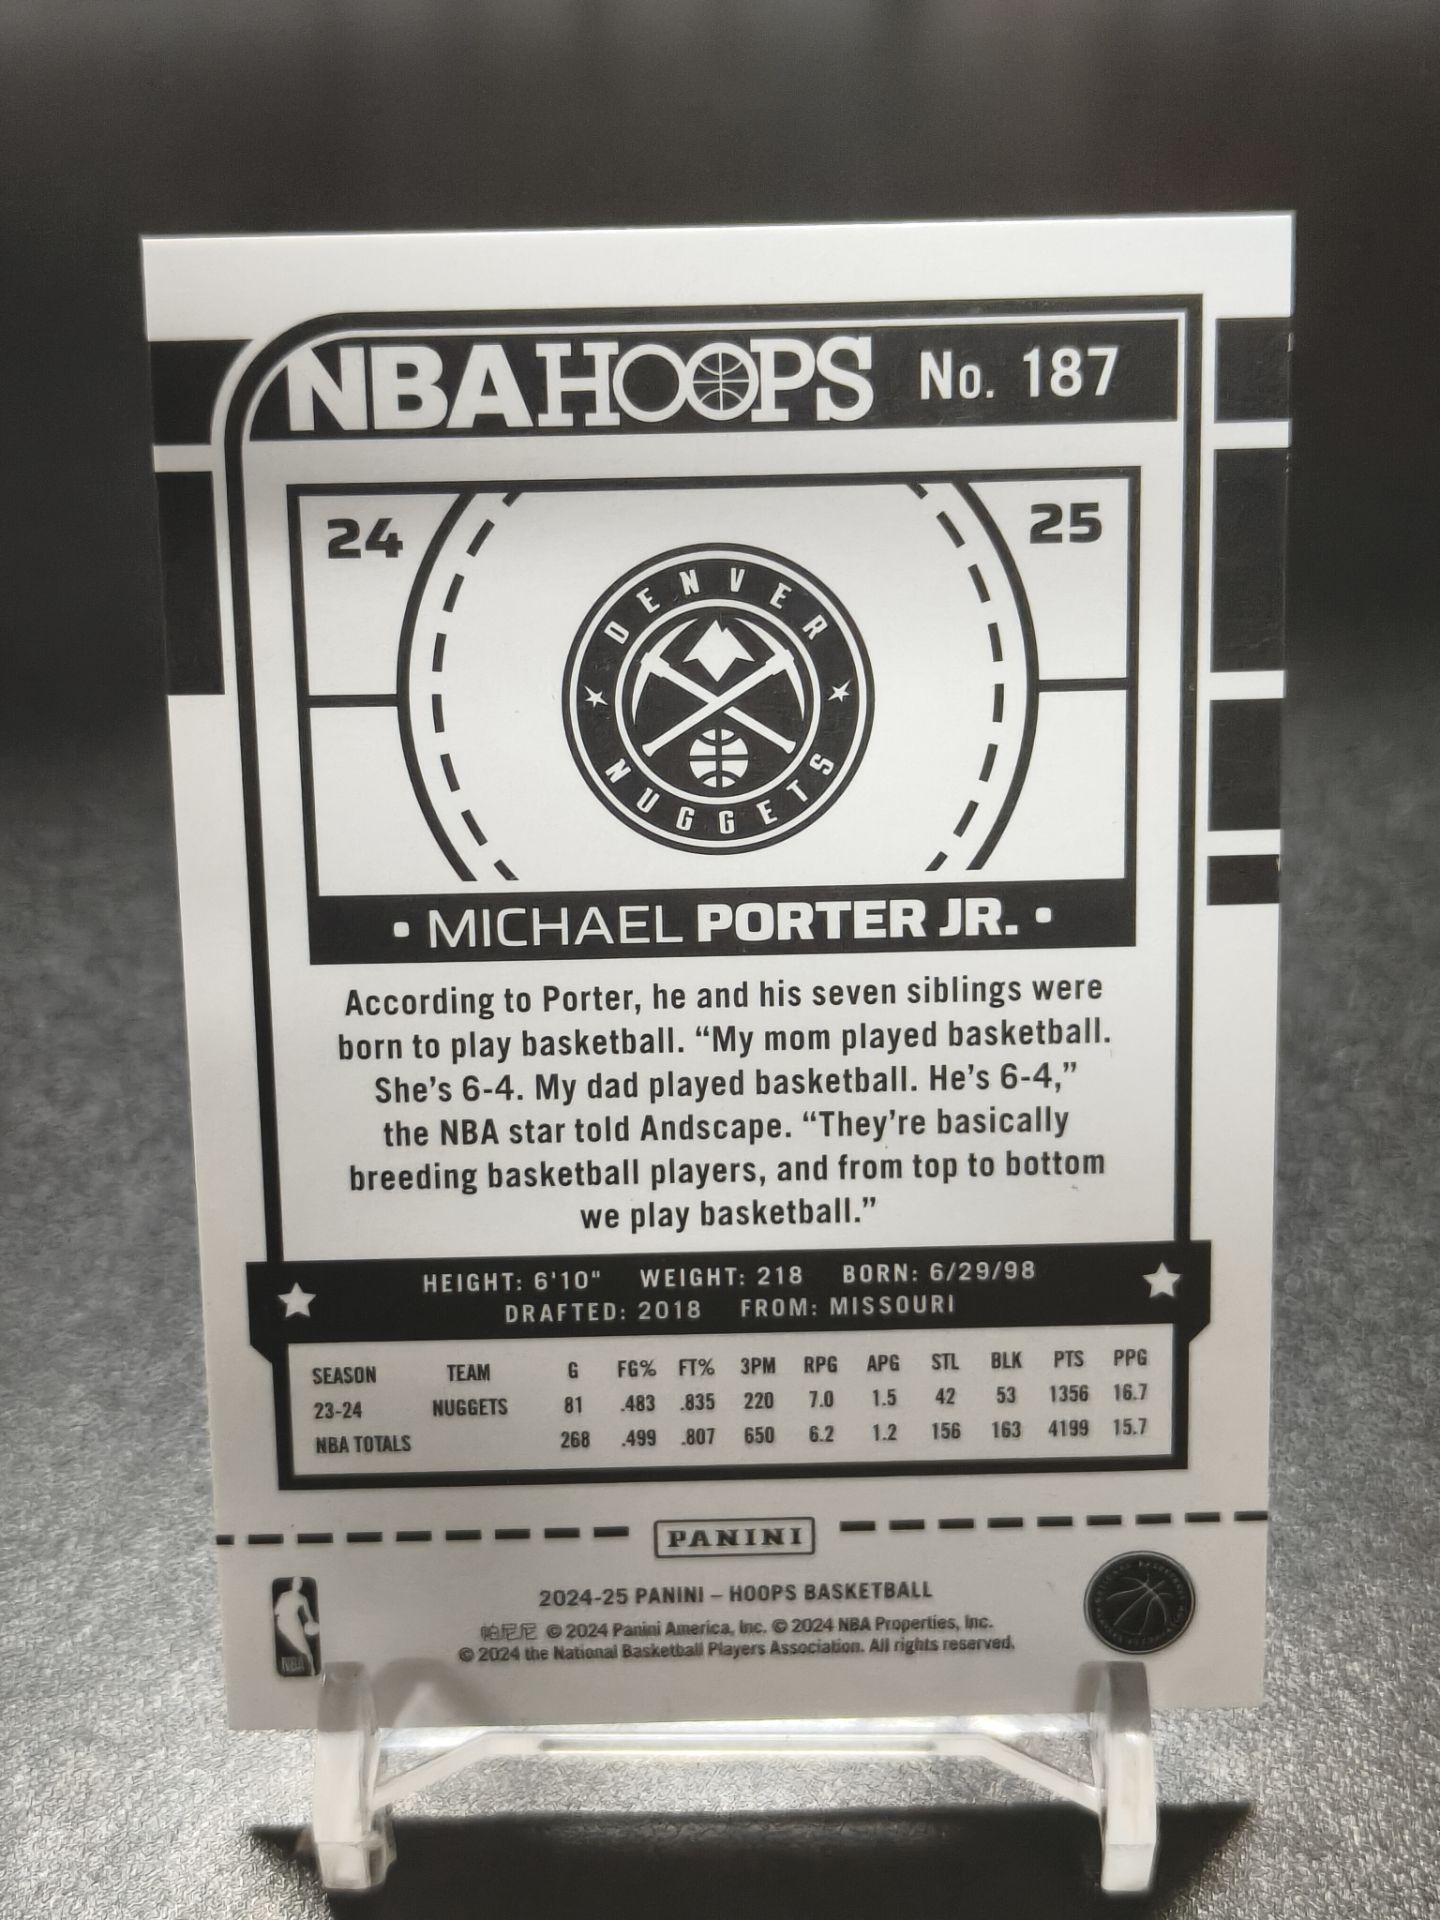 NBA HOOPS No. 187
24 25
DENVER
NUGGETS
• MICHAEL PORTER JR. •
According to Porter, he and his seven siblings were
born to play basketball. “My mom played basketball.
She’s 6-4. My dad played basketball. He’s 6-4,”
the NBA star told Andscape. “They’re basically
breeding basketball players, and from top to bottom
we play basketball.”
HEIGHT: 6'10" WEIGHT: 218 BORN: 6/29/98
DRAFTED: 2018 FROM: MISSOURI
SEASON TEAM G FG% FT% 3PM RPG APG STL BLK PTS PPG
23-24 NUGGETS 81 .483 .835 220 7.0 1.5 42 53 1356 16.7
NBA TOTALS 268 .499 .807 650 6.2 1.2 156 163 4199 15.7
PANINI
2024-25 PANINI – HOOPS BASKETBALL
帕尼尼 © 2024 Panini America, Inc. © 2024 NBA Properties, Inc.
© 2024 the National Basketball Players Association. All rights reserved.
NBA